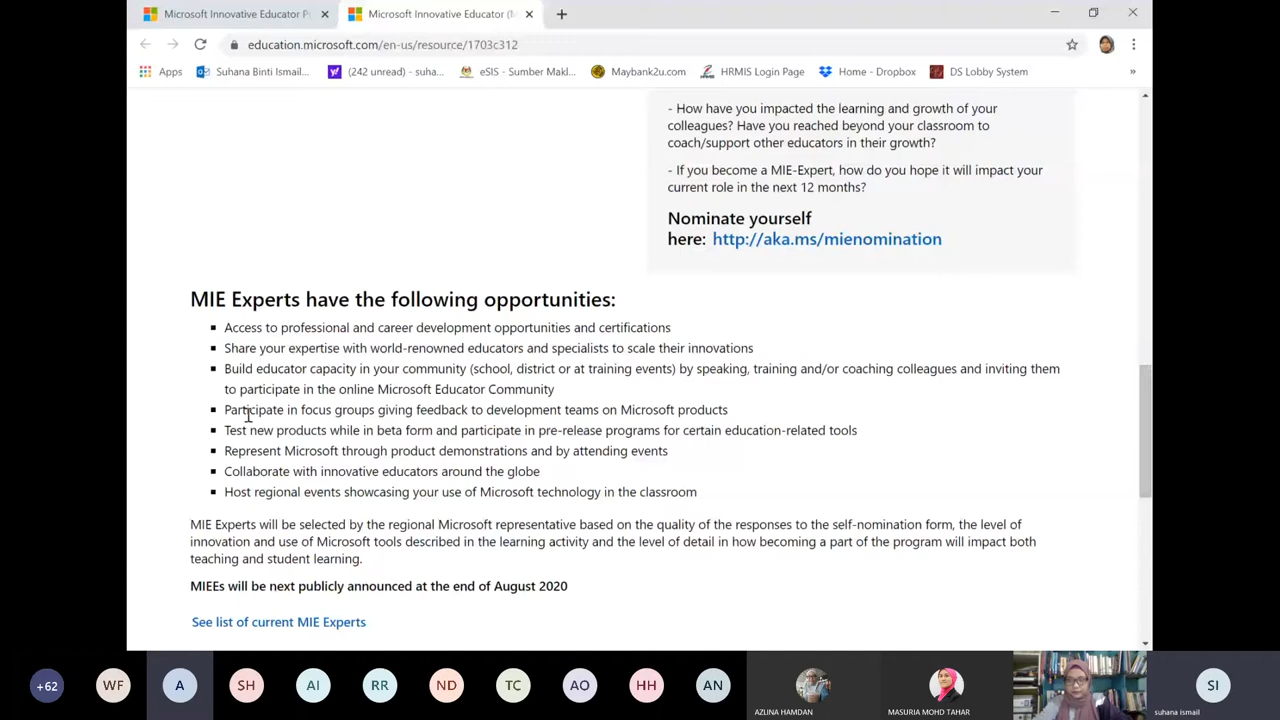 Microsoft Innovative Educator P
Microsoft Innovative Educator (M
education.microsoft.com/en-us/resource/1703c312
Apps
Suhana Binti Ismail...
(242 unread) - suha...
eSIS - Sumber Makl...
Maybank2u.com
HRMIS Login Page
Home - Dropbox
DS Lobby System
»
- How have you impacted the learning and growth of your
colleagues? Have you reached beyond your classroom to
coach/support other educators in their growth?
- If you become a MIE-Expert, how do you hope it will impact your
current role in the next 12 months?
Nominate yourself
here: http://aka.ms/mienomination
MIE Experts have the following opportunities:
▪ Access to professional and career development opportunities and certifications
▪ Share your expertise with world-renowned educators and specialists to scale their innovations
▪ Build educator capacity in your community (school, district or at training events) by speaking, training and/or coaching colleagues and inviting them
to participate in the online Microsoft Educator Community
▪ Participate in focus groups giving feedback to development teams on Microsoft products
▪ Test new products while in beta form and participate in pre-release programs for certain education-related tools
▪ Represent Microsoft through product demonstrations and by attending events
▪ Collaborate with innovative educators around the globe
▪ Host regional events showcasing your use of Microsoft technology in the classroom
MIE Experts will be selected by the regional Microsoft representative based on the quality of the responses to the self-nomination form, the level of
innovation and use of Microsoft tools described in the learning activity and the level of detail in how becoming a part of the program will impact both
teaching and student learning.
MIEEs will be next publicly announced at the end of August 2020
See list of current MIE Experts
+62
WF
A
SH
AI
RR
ND
TC
AO
HH
AN
AZLINA HAMDAN
MASURIA MOHD TAHAR
SI
suhana ismail